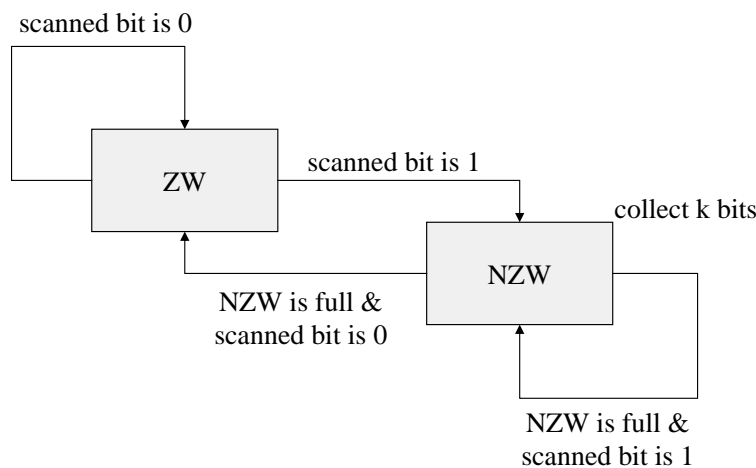 scanned bit is 0
ZW
scanned bit is 1
collect k bits
NZW
NZW is full &
scanned bit is 0
NZW is full &
scanned bit is 1